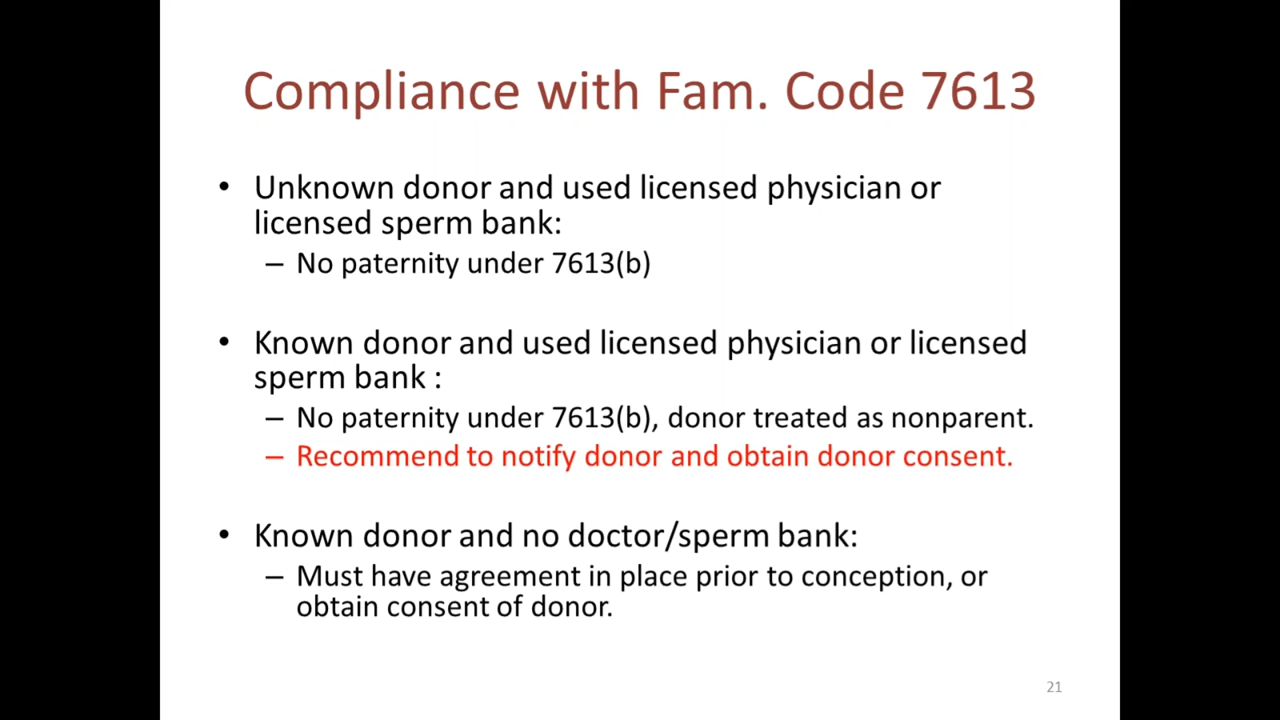 Compliance with Fam. Code 7613
• Unknown donor and used licensed physician or
licensed sperm bank:
– No paternity under 7613(b)
• Known donor and used licensed physician or licensed
sperm bank :
– No paternity under 7613(b), donor treated as nonparent.
– Recommend to notify donor and obtain donor consent.
• Known donor and no doctor/sperm bank:
– Must have agreement in place prior to conception, or
obtain consent of donor.
21